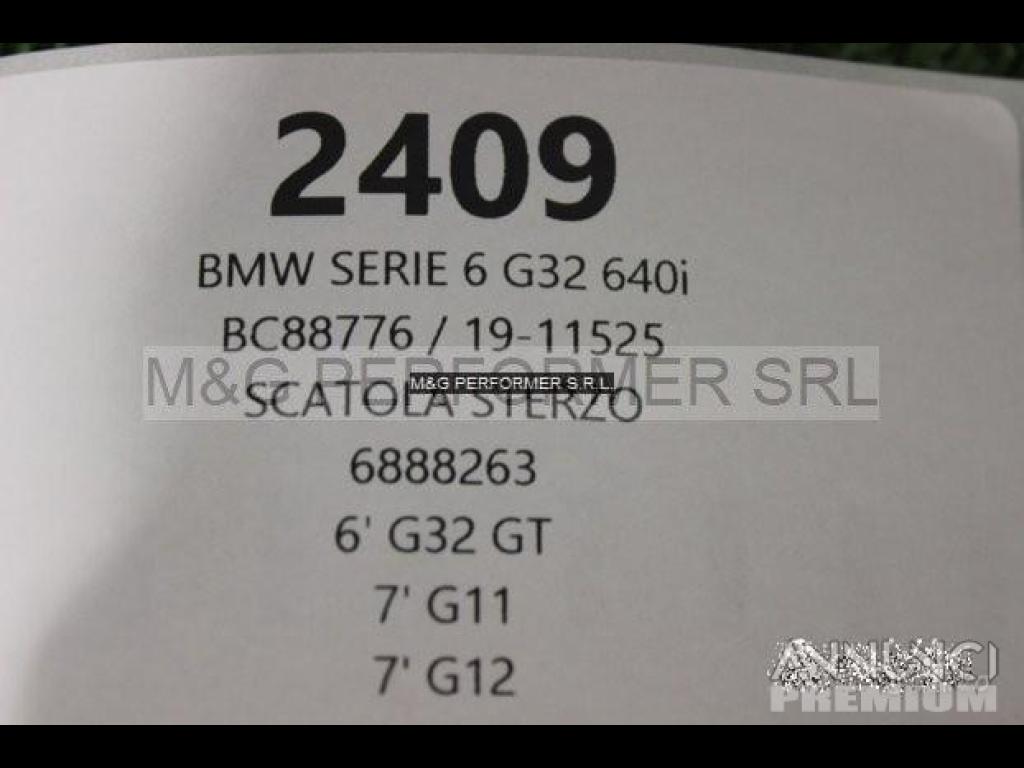 2409
BMW SERIE 6 G32 640i
BC88776 / 19-11525
M&G PERFORMER SRL
M&G PERFORMER S.R.L.
SCATOLA STERZO
6888263
6' G32 GT
7' G11
7' G12
ANNUNCI
PREMIUM